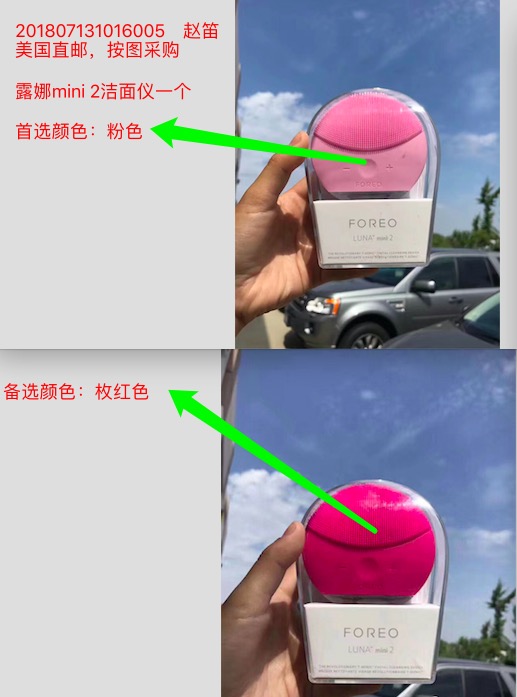 201807131016005 赵笛
美国直邮，按图采购
露娜mini 2洁面仪一个
首选颜色：粉色
FOREO
LUNA™ mini 2
备选颜色：枚红色
FOREO
LUNA™ mini 2